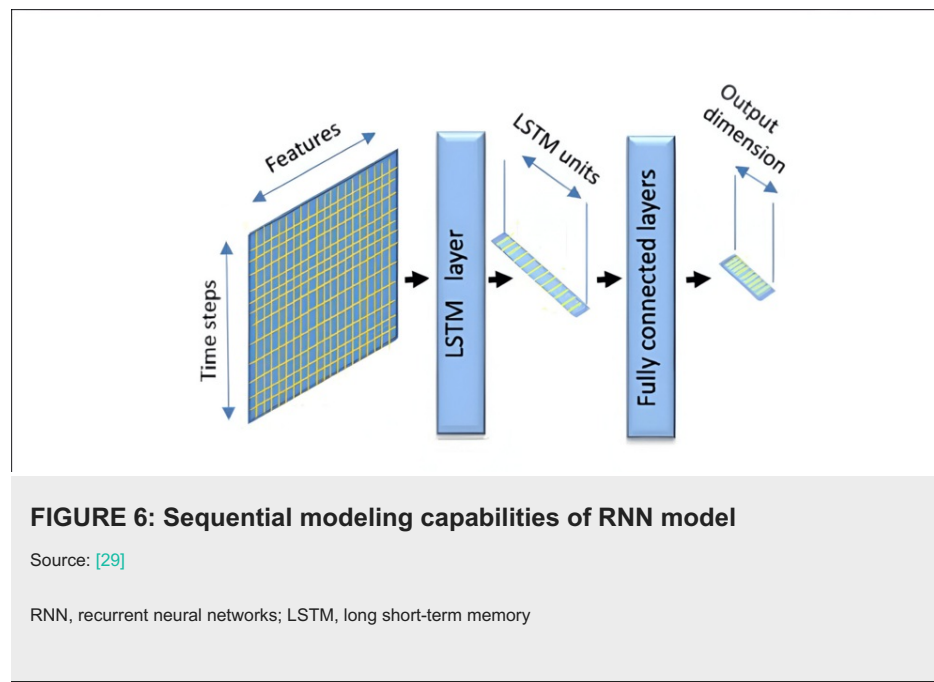 Features
Time steps
LSTM layer
LSTM units
Fully connected layers
Output
dimension
FIGURE 6: Sequential modeling capabilities of RNN model
Source: [29]
RNN, recurrent neural networks; LSTM, long short-term memory